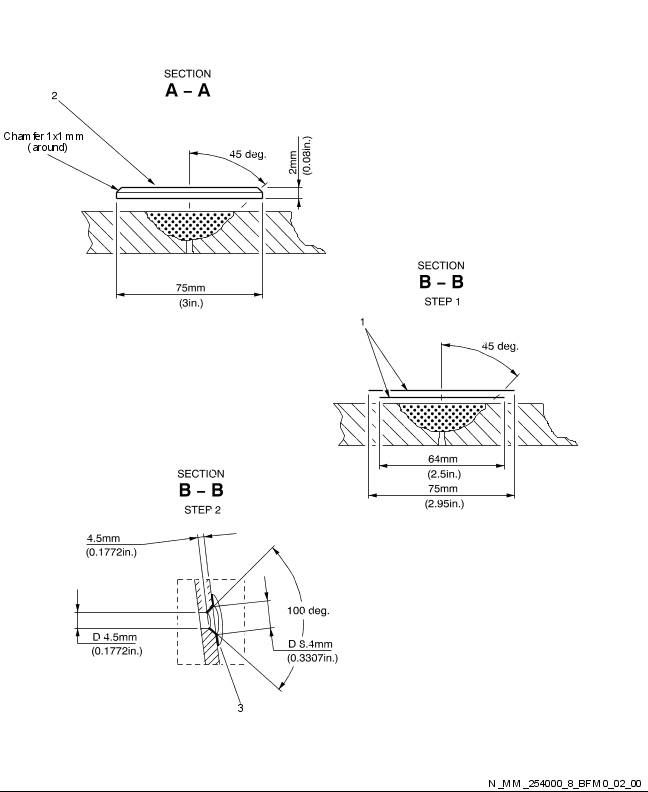 SECTION
A – A
2
Chamfer 1x1 mm
(around)
45 deg.
2mm
(0.08in.)
75mm
(3in.)
SECTION
B – B
STEP 1
1
45 deg.
64mm
(2.5in.)
75mm
(2.95in.)
SECTION
B – B
STEP 2
4.5mm
(0.1772in.)
100 deg.
D 4.5mm
(0.1772in.)
D 8.4mm
(0.3307in.)
3
N_MM_254000_8_BFM0_02_00